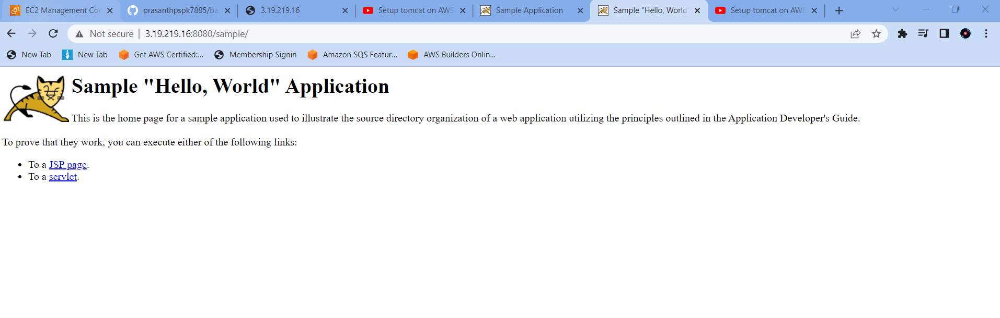 EC2 Management Con
prasanthpspk7885/ba
3.19.219.16
Setup tomcat on AWS
Sample Application
Sample "Hello, World"
Setup tomcat on AWS
Not secure | 3.19.219.16:8080/sample/
New Tab
New Tab
Get AWS Certified:...
Membership Signin
Amazon SQS Featur...
AWS Builders Onlin...
Sample "Hello, World" Application
This is the home page for a sample application used to illustrate the source directory organization of a web application utilizing the principles outlined in the Application Developer's Guide.
To prove that they work, you can execute either of the following links:
• To a JSP page.
• To a servlet.